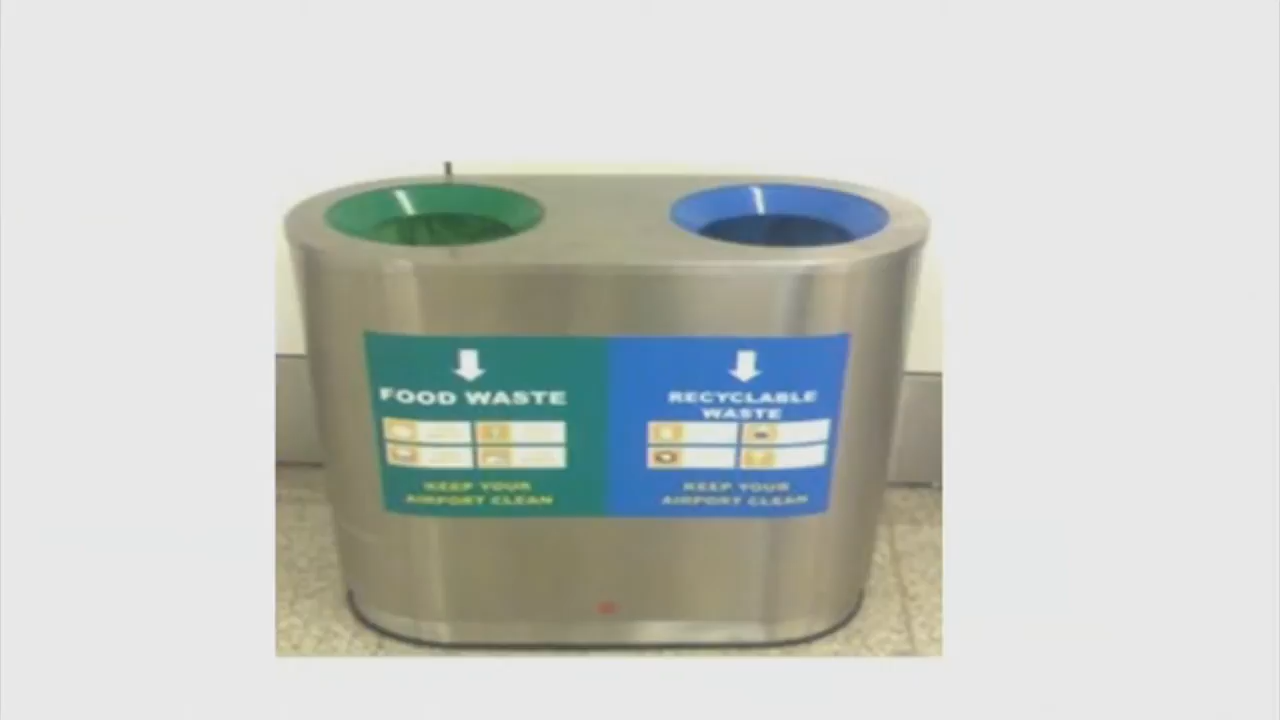 FOOD WASTE
KEEP YOUR
AIRPORT CLEAN
RECYCLABLE
WASTE
KEEP YOUR
AIRPORT CLEAN